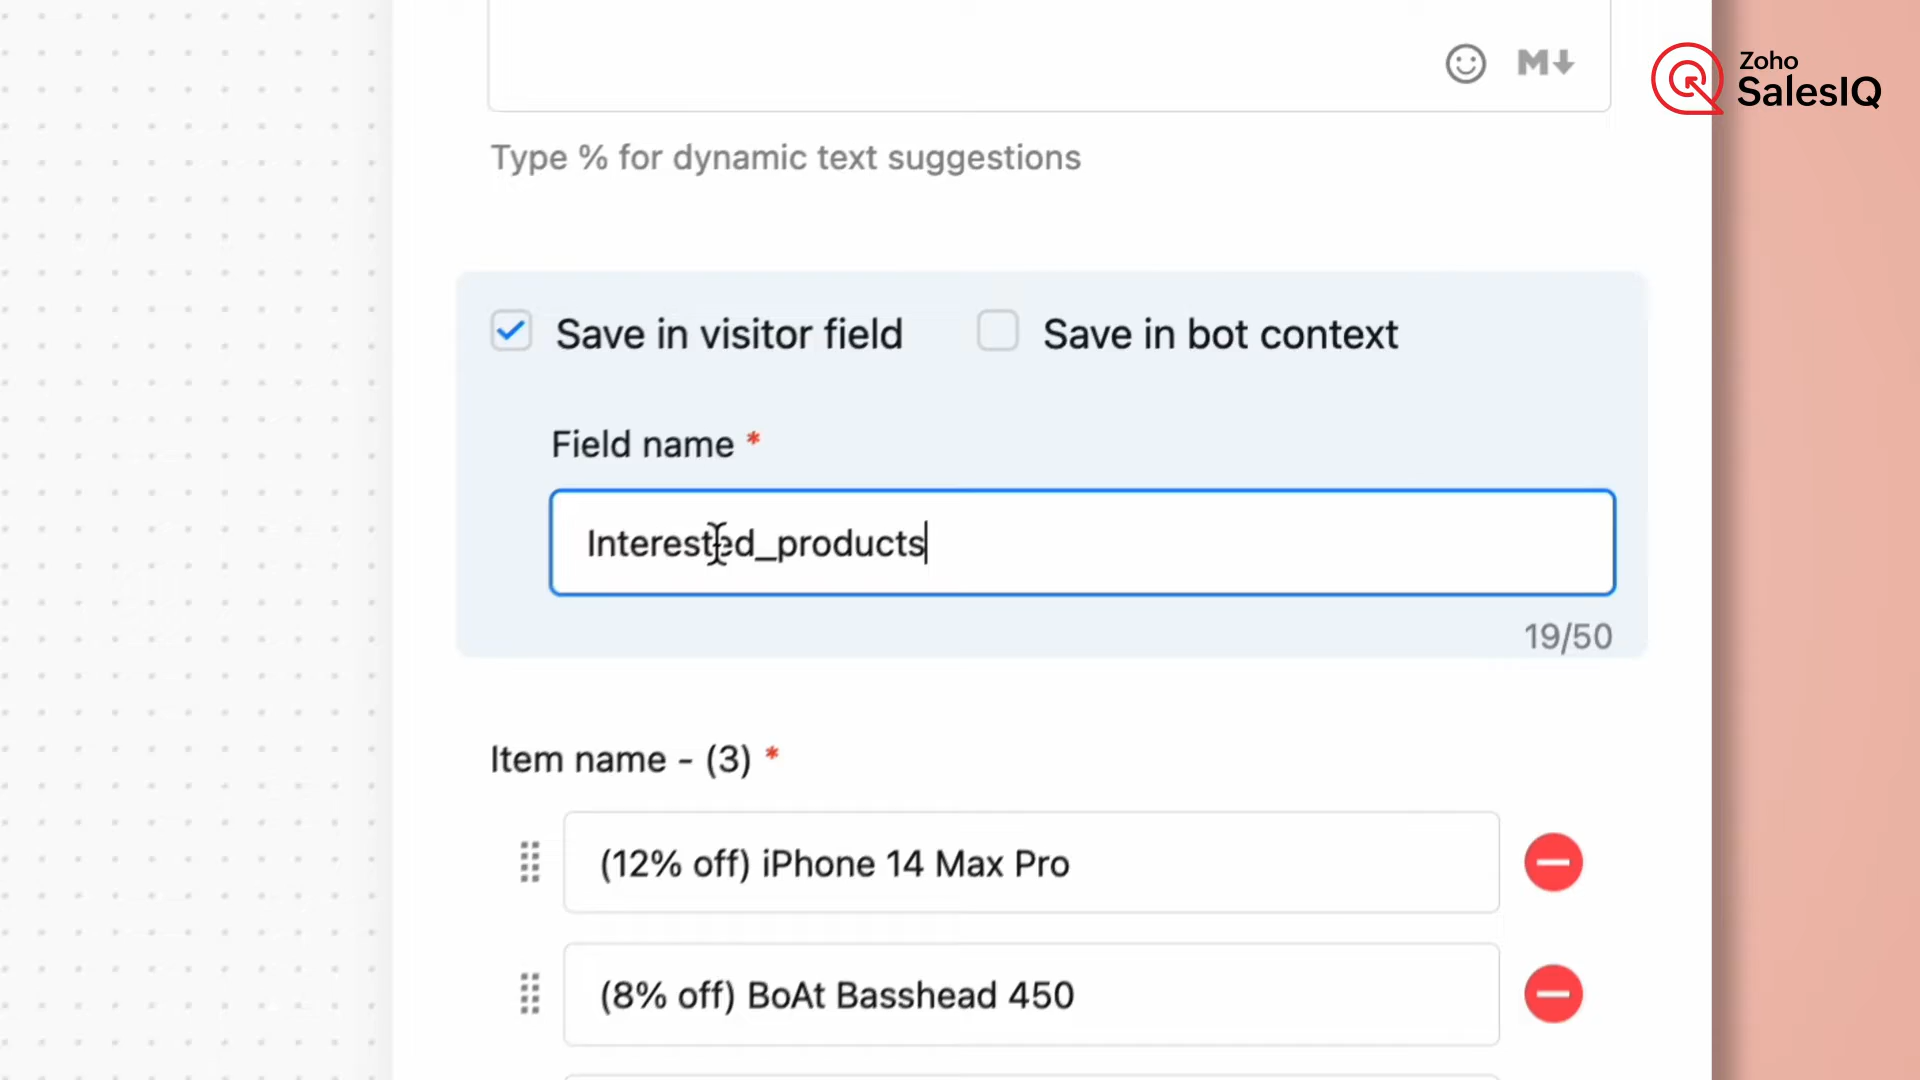 Zoho
SalesIQ
M↓
Type % for dynamic text suggestions
Save in visitor field
Save in bot context
Field name *
Interested_products
19/50
Item name - (3) *
(12% off) iPhone 14 Max Pro
(8% off) BoAt Basshead 450